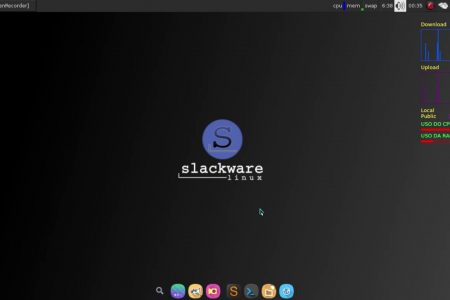 enRecorder]
cpu mem swap 6:38 00:35
Download
Upload
Local
Public
USO DO CP
USO DA RA
S
slackware
linux